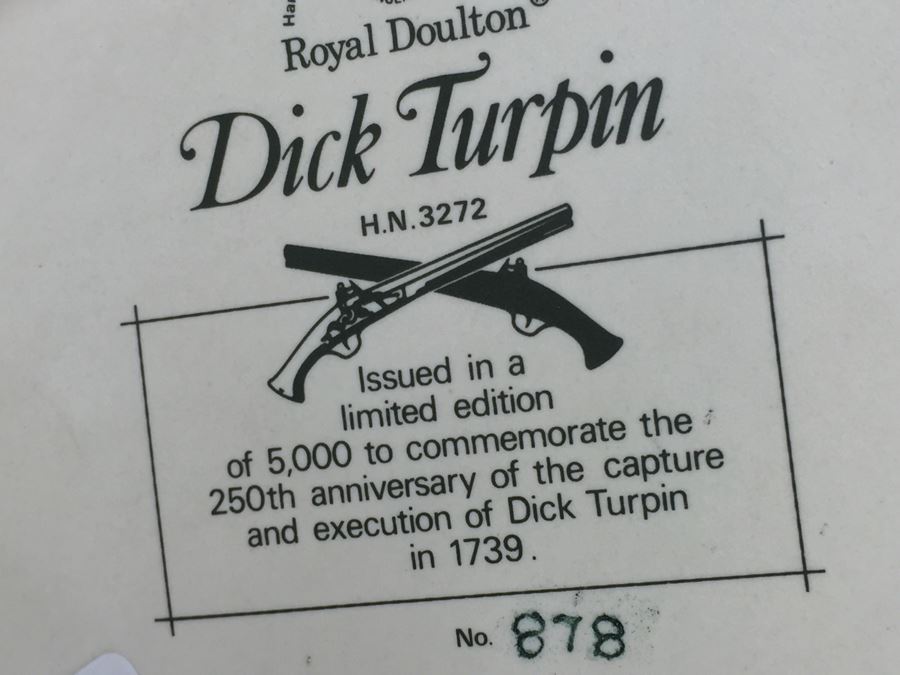 Royal Doulton®
Dick Turpin
H.N.3272
Issued in a
limited edition
of 5,000 to commemorate the
250th anniversary of the capture
and execution of Dick Turpin
in 1739.
No. 878